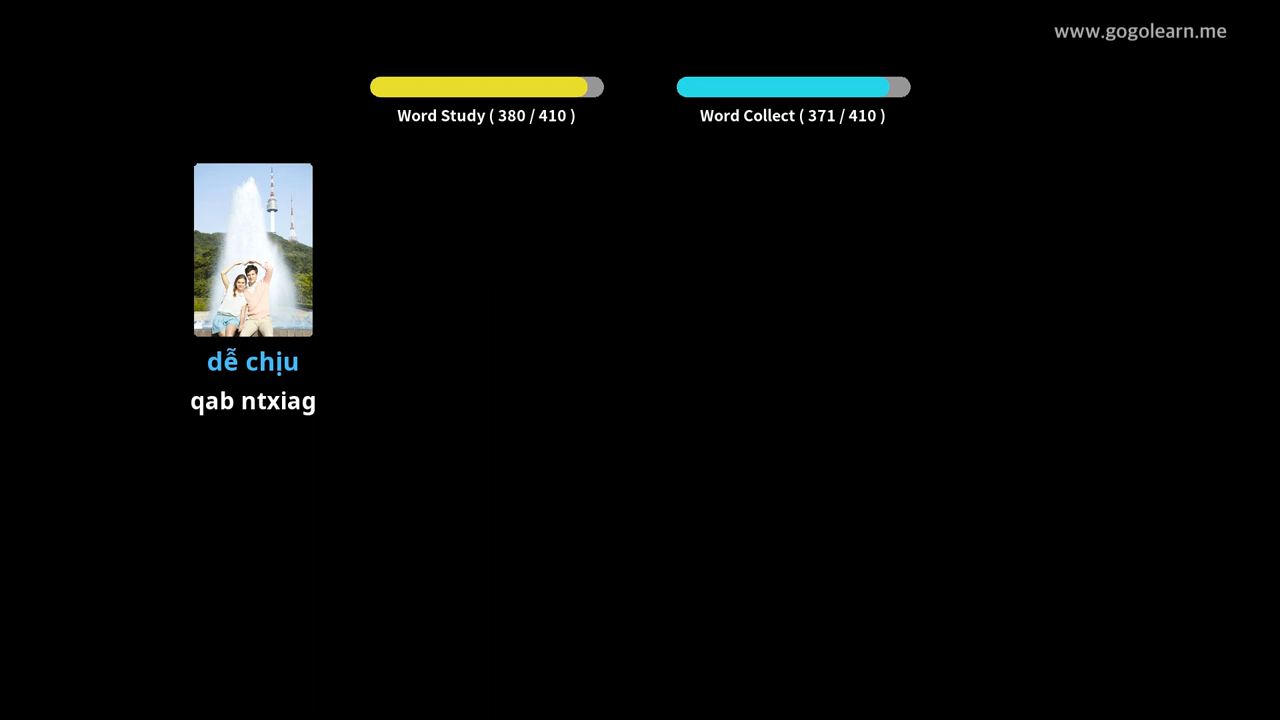 www.gogolearn.me
Word Study ( 380 / 410 )
Word Collect ( 371 / 410 )
dễ chịu
qab ntxiag